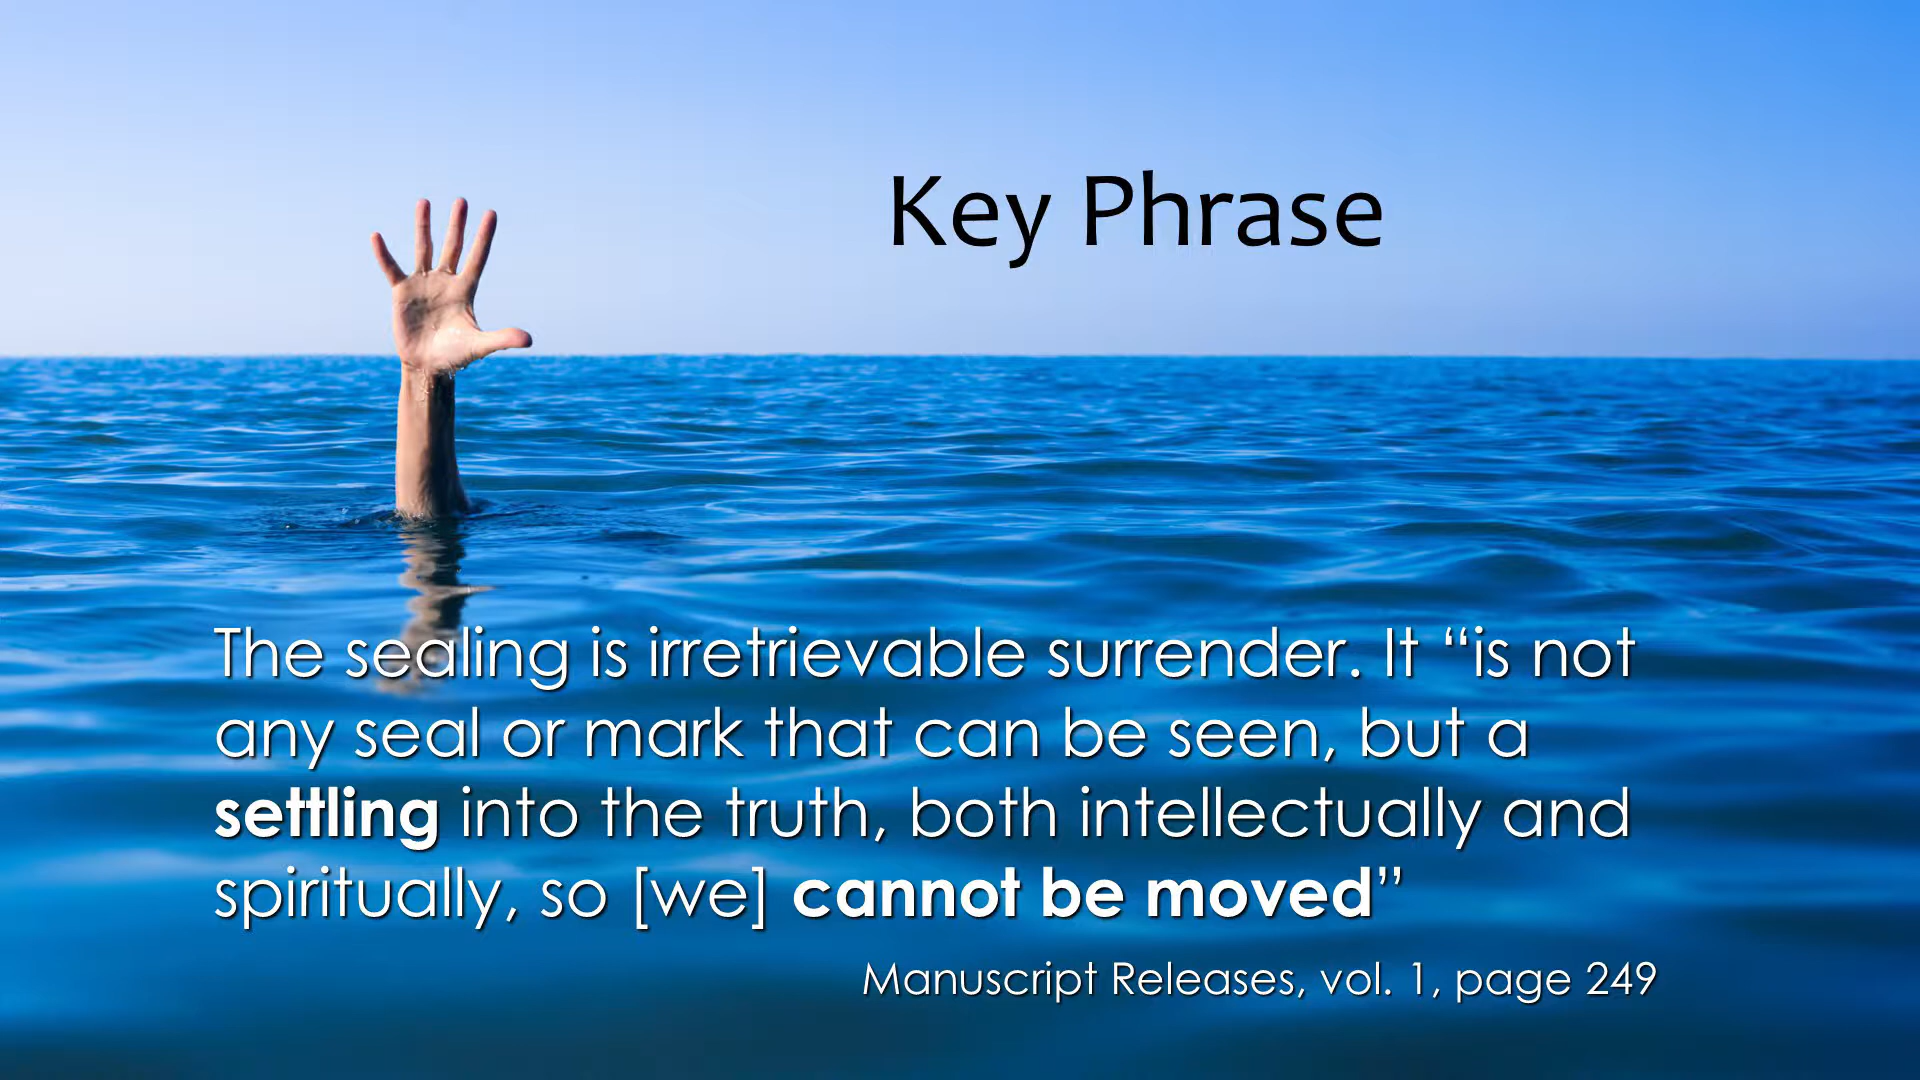 Key Phrase
The sealing is irretrievable surrender. It “is not
any seal or mark that can be seen, but a
settling into the truth, both intellectually and
spiritually, so [we] cannot be moved”
Manuscript Releases, vol. 1, page 249